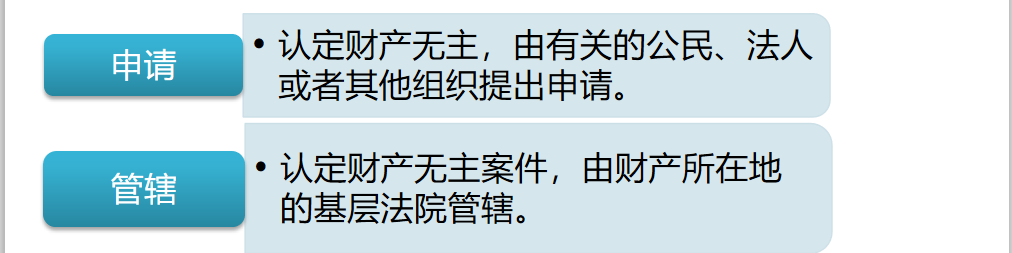 申请
• 认定财产无主，由有关的公民、法人
或者其他组织提出申请。
管辖
• 认定财产无主案件，由财产所在地
的基层法院管辖。